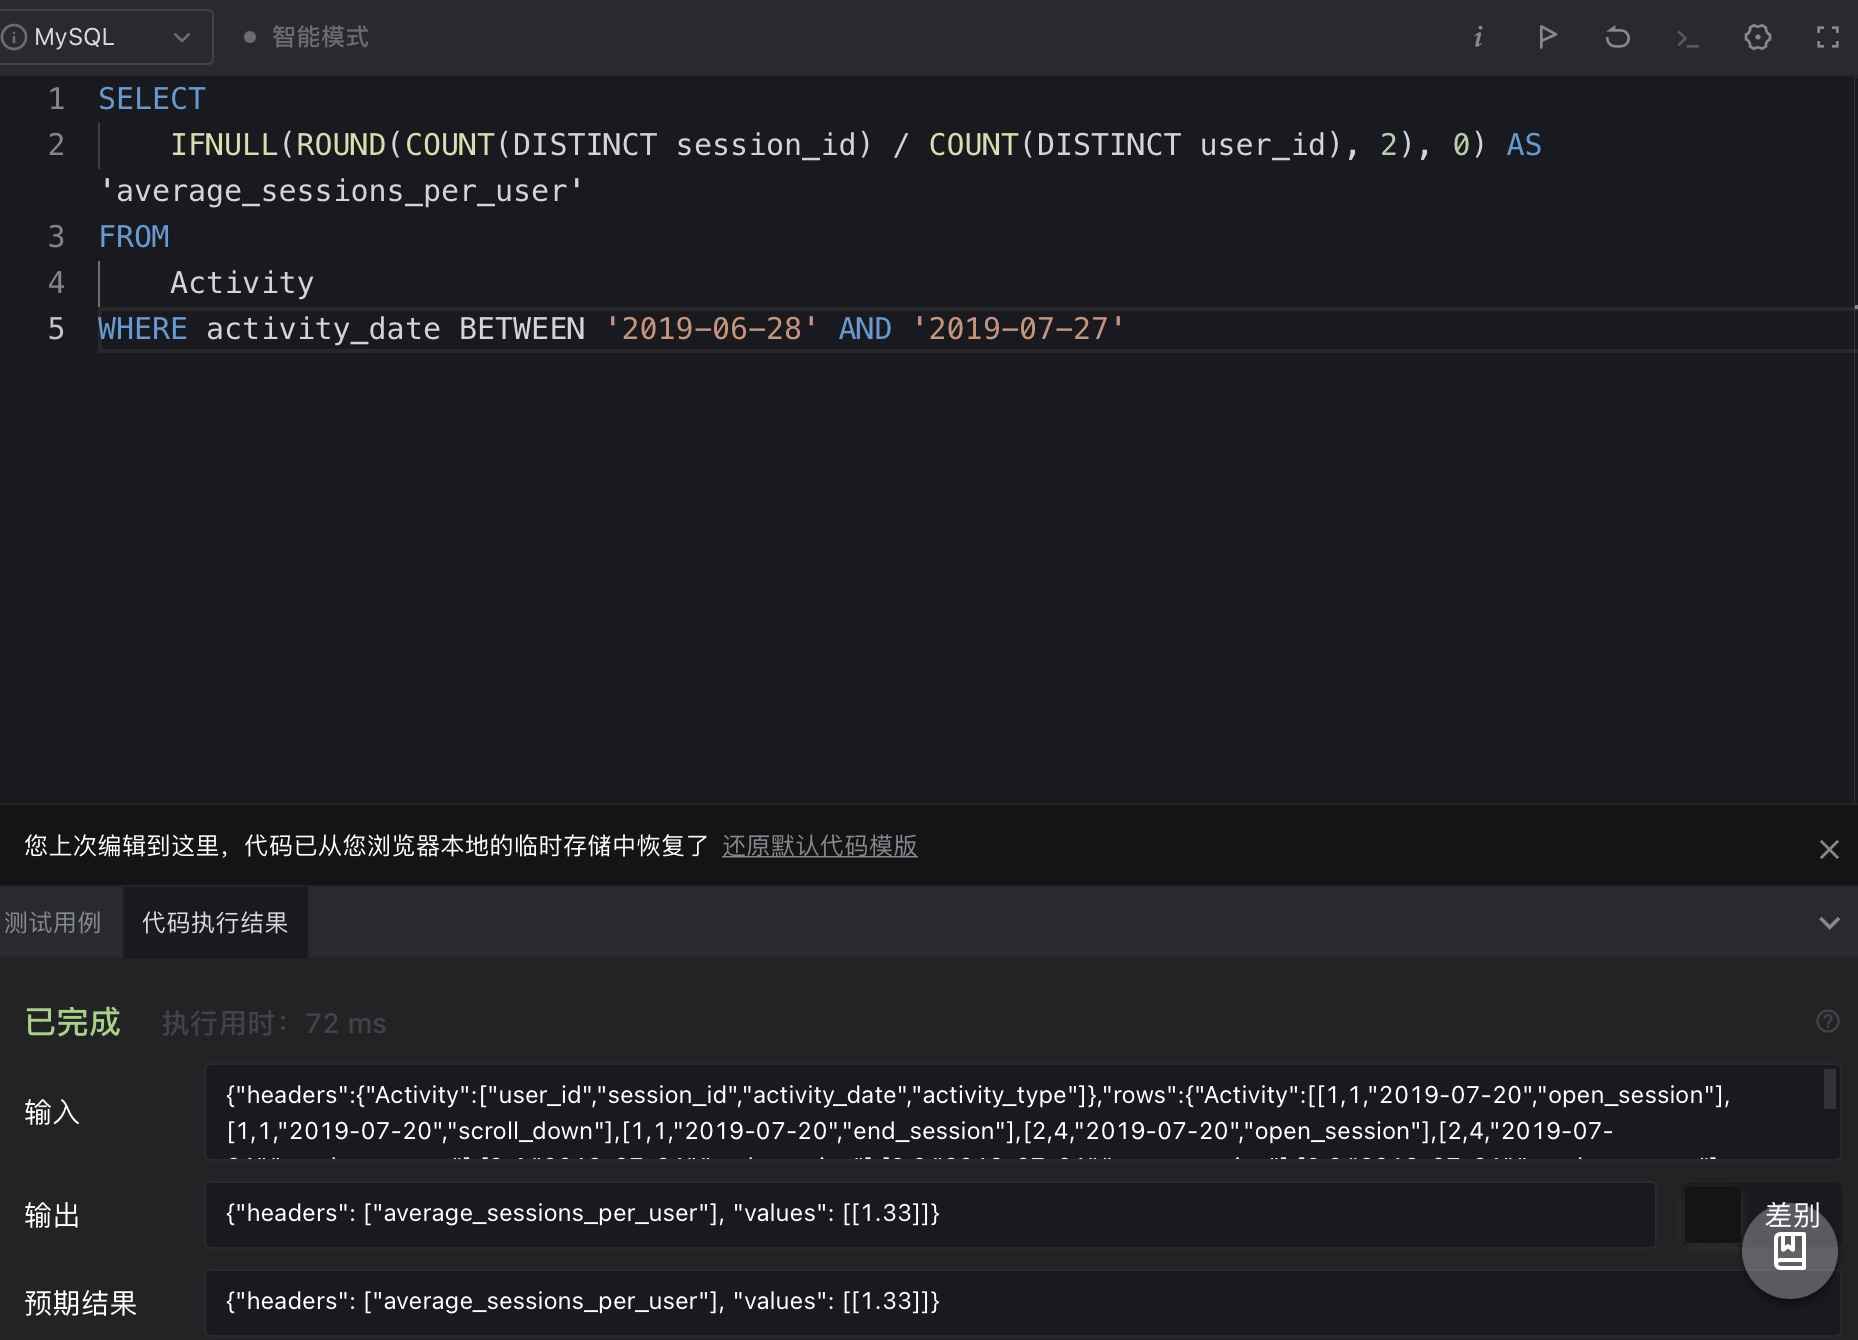 MySQL
智能模式
1 SELECT
2 IFNULL(ROUND(COUNT(DISTINCT session_id) / COUNT(DISTINCT user_id), 2), 0) AS
'average_sessions_per_user'
3 FROM
4 Activity
5 WHERE activity_date BETWEEN '2019-06-28' AND '2019-07-27'
您上次编辑到这里，代码已从您浏览器本地的临时存储中恢复了 还原默认代码模版
测试用例 代码执行结果
已完成 执行用时：72 ms
输入
{"headers":{"Activity":["user_id","session_id","activity_date","activity_type"]},"rows":{"Activity":[[1,1,"2019-07-20","open_session"],
[1,1,"2019-07-20","scroll_down"],[1,1,"2019-07-20","end_session"],[2,4,"2019-07-20","open_session"],[2,4,"2019-07-
输出
{"headers": ["average_sessions_per_user"], "values": [[1.33]]}
差别
预期结果
{"headers": ["average_sessions_per_user"], "values": [[1.33]]}